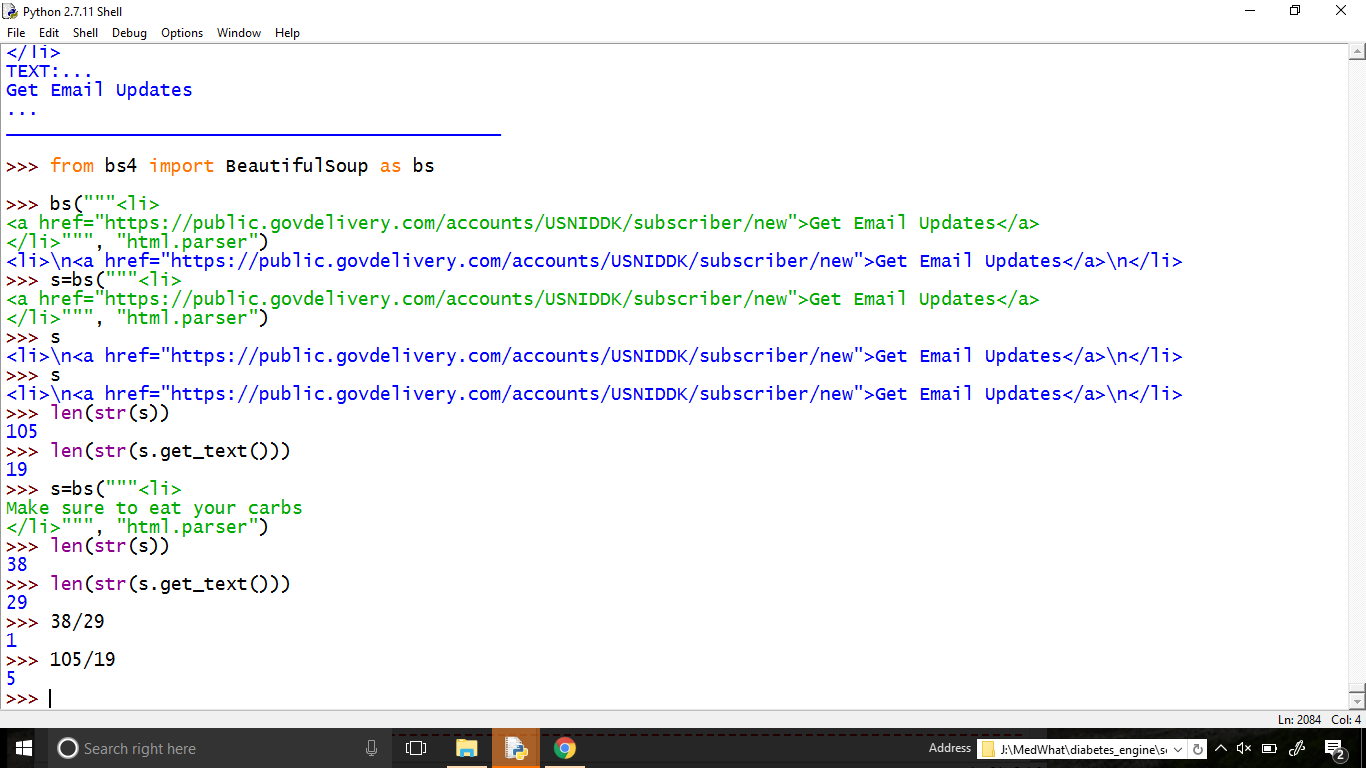 Python 2.7.11 Shell
File Edit Shell Debug Options Window Help
</li>
TEXT:...
Get Email Updates
...
_____________________________________________
>>> from bs4 import BeautifulSoup as bs
>>> bs("""<li>
<a href="https://public.govdelivery.com/accounts/USNIDDK/subscriber/new">Get Email Updates</a>
</li>""", "html.parser")
<li>\n<a href="https://public.govdelivery.com/accounts/USNIDDK/subscriber/new">Get Email Updates</a>\n</li>
>>> s=bs("""<li>
<a href="https://public.govdelivery.com/accounts/USNIDDK/subscriber/new">Get Email Updates</a>
</li>""", "html.parser")
>>> s
<li>\n<a href="https://public.govdelivery.com/accounts/USNIDDK/subscriber/new">Get Email Updates</a>\n</li>
>>> s
<li>\n<a href="https://public.govdelivery.com/accounts/USNIDDK/subscriber/new">Get Email Updates</a>\n</li>
>>> len(str(s))
105
>>> len(str(s.get_text()))
19
>>> s=bs("""<li>
Make sure to eat your carbs
</li>""", "html.parser")
>>> len(str(s))
38
>>> len(str(s.get_text()))
29
>>> 38/29
1
>>> 105/19
5
>>>
Ln: 2084 Col: 4
Search right here
Address J:\MedWhat\diabetes_engine\s
2